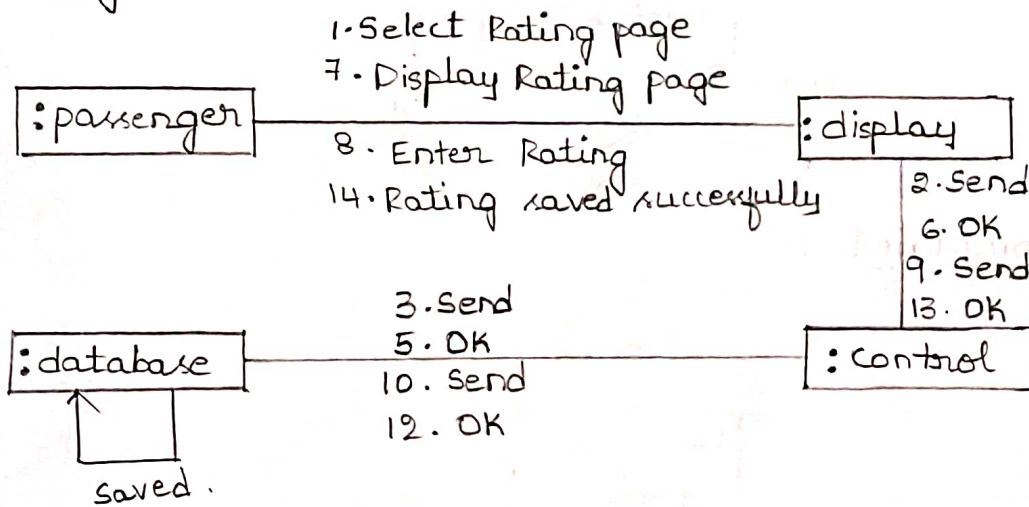 1. Select Rating page
7. Display Rating page
: passenger
: display
8. Enter Rating
14. Rating saved successfully
2. Send
6. OK
9. Send
13. OK
3. Send
5. OK
: database
: control
10. Send
12. OK
saved.